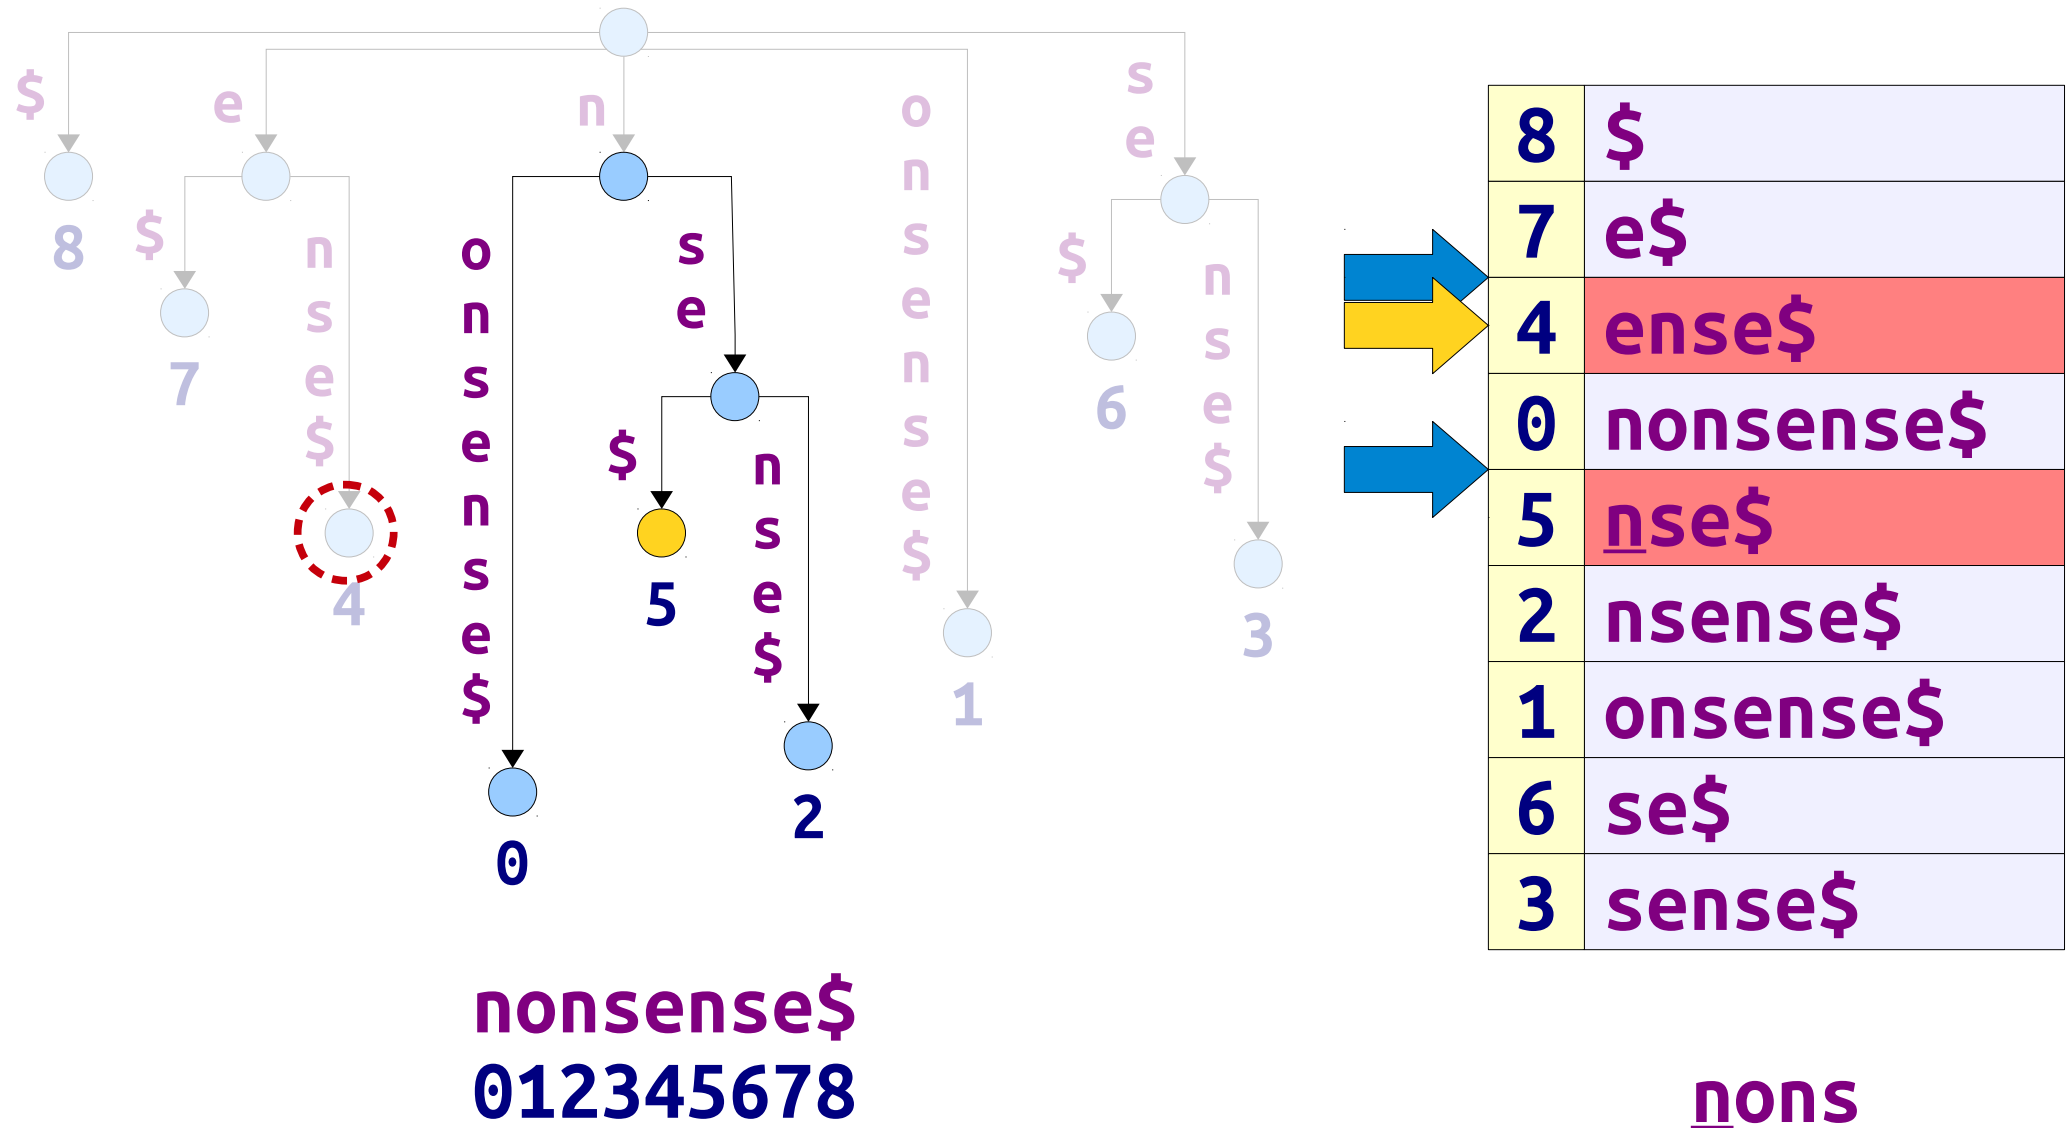 $
e
n
o
n
s
e
n
s
e
$
s
e
8
$
n
s
e
$
7
4
o
n
s
e
n
s
e
$
0
s
e
$
5
n
s
e
$
2
1
$
6
n
s
e
$
3
8 $
7 e$
4 ense$
0 nonsense$
5 nse$
2 nsense$
1 onsense$
6 se$
3 sense$
nonsense$
012345678
nons